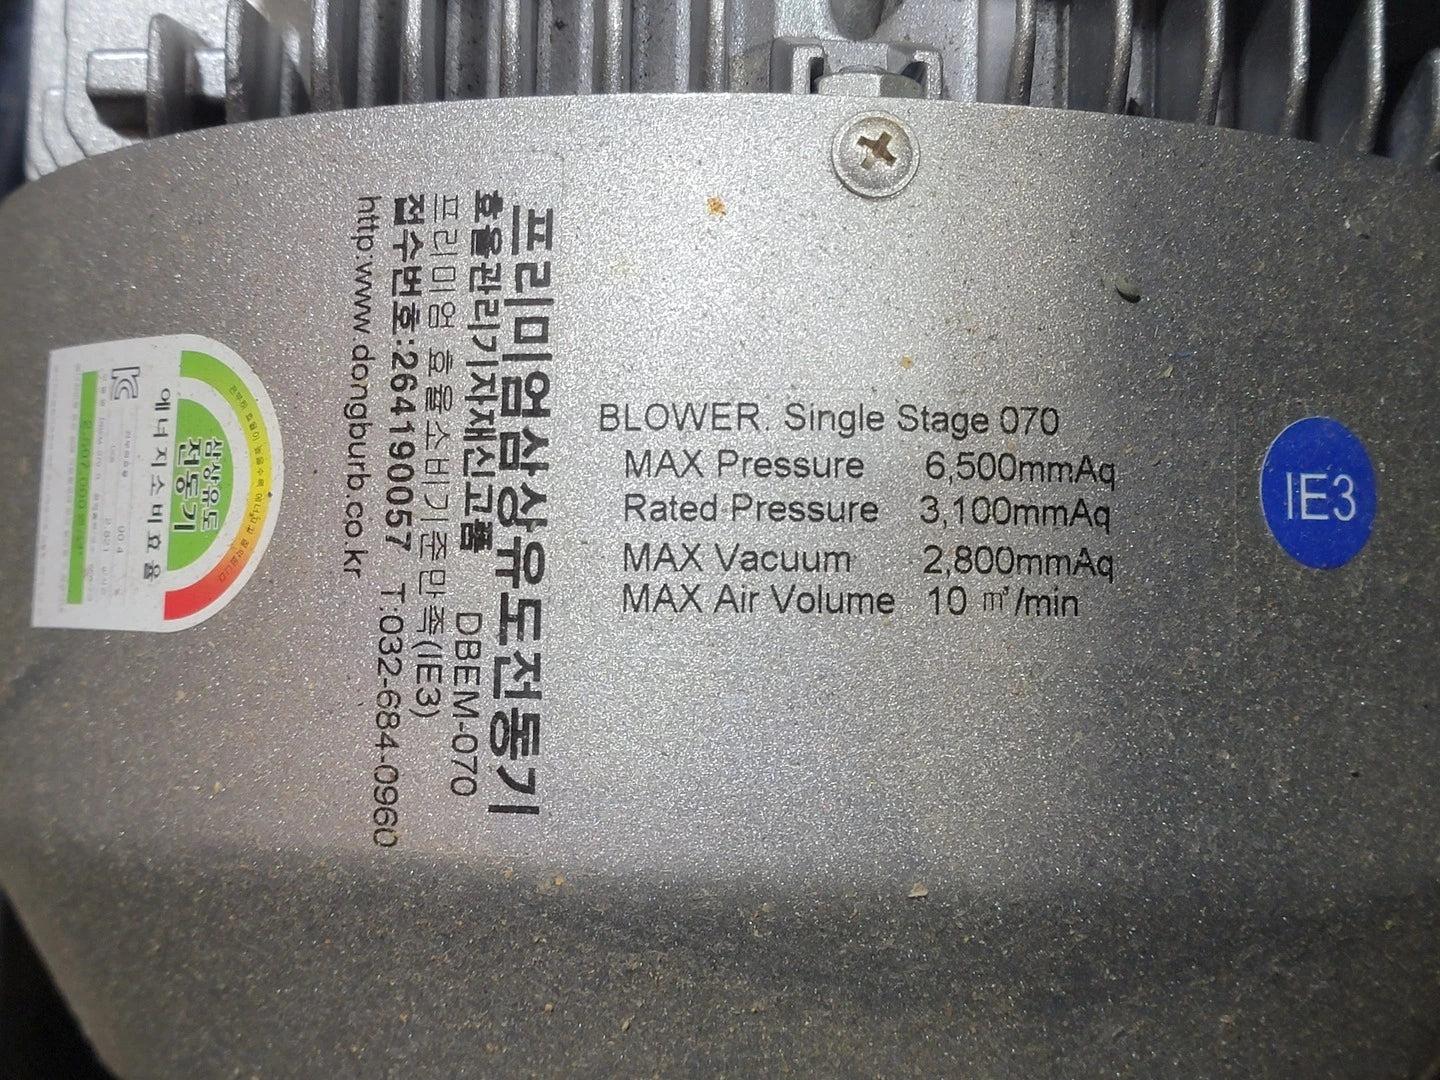 BLOWER. Single Stage 070
MAX Pressure 6,500mmAq
Rated Pressure 3,100mmAq
MAX Vacuum 2,800mmAq
MAX Air Volume 10 ㎥/min
IE3
프리미엄삼상유도전동기
효율관리기자재신고품 DBEM-070
프리미엄 효율소비기준만족(IE3)
접수번호:264190057 T:032-684-0960
http:www.dongburb.co.kr
삼상유도
전동기
에너지소비효율